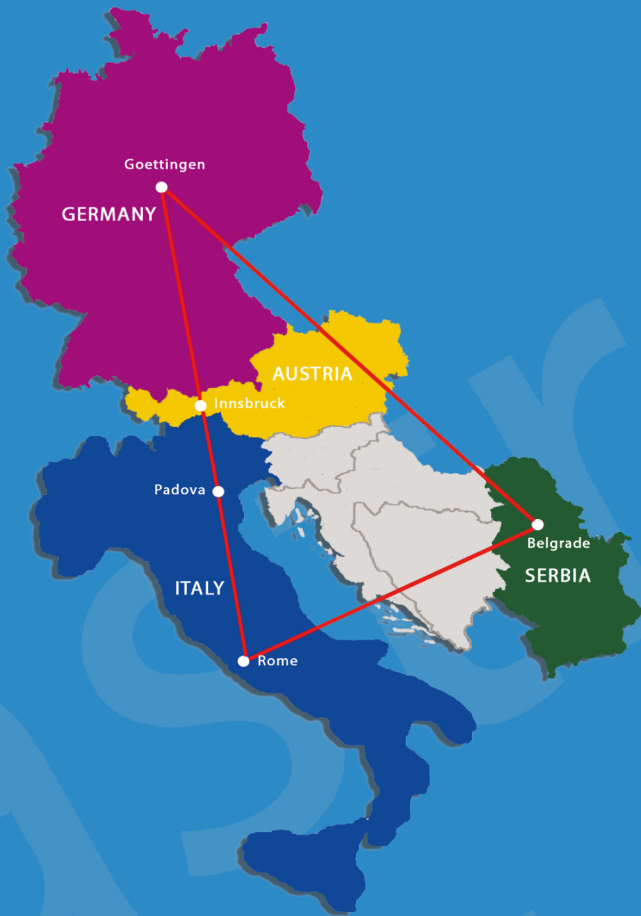 Goettingen
GERMANY
AUSTRIA
Innsbruck
Padova
Belgrade
SERBIA
ITALY
Rome